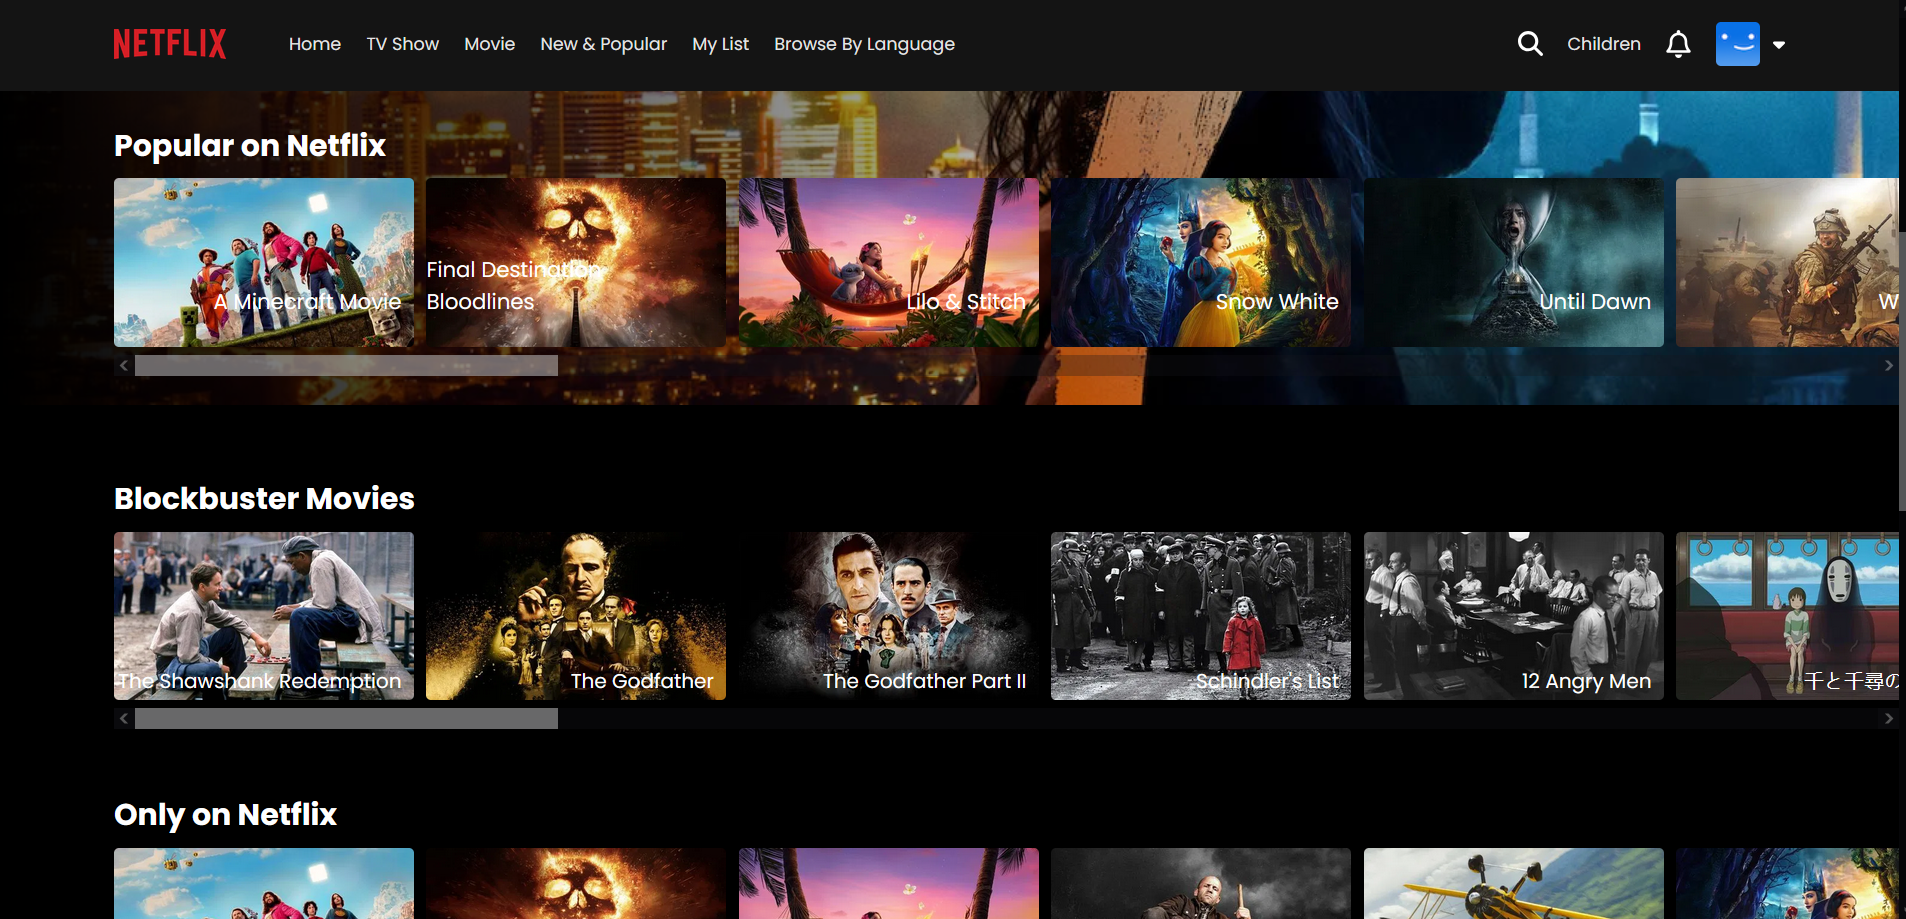 NETFLIX
Home
TV Show
Movie
New & Popular
My List
Browse By Language
Children
Popular on Netflix
A Minecraft Movie
Final Destination
Bloodlines
Lilo & Stitch
Snow White
Until Dawn
W
Blockbuster Movies
The Shawshank Redemption
The Godfather
The Godfather Part II
Schindler's List
12 Angry Men
千と千尋の
Only on Netflix